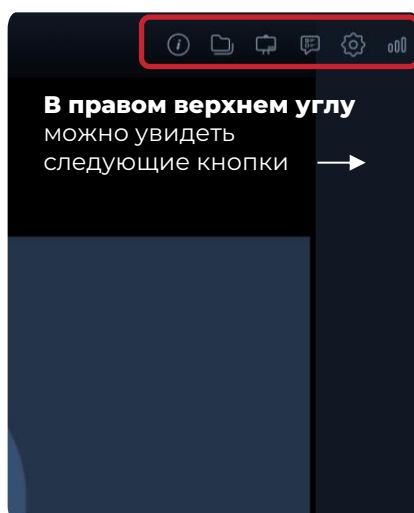 В правом верхнем углу
можно увидеть
следующие кнопки